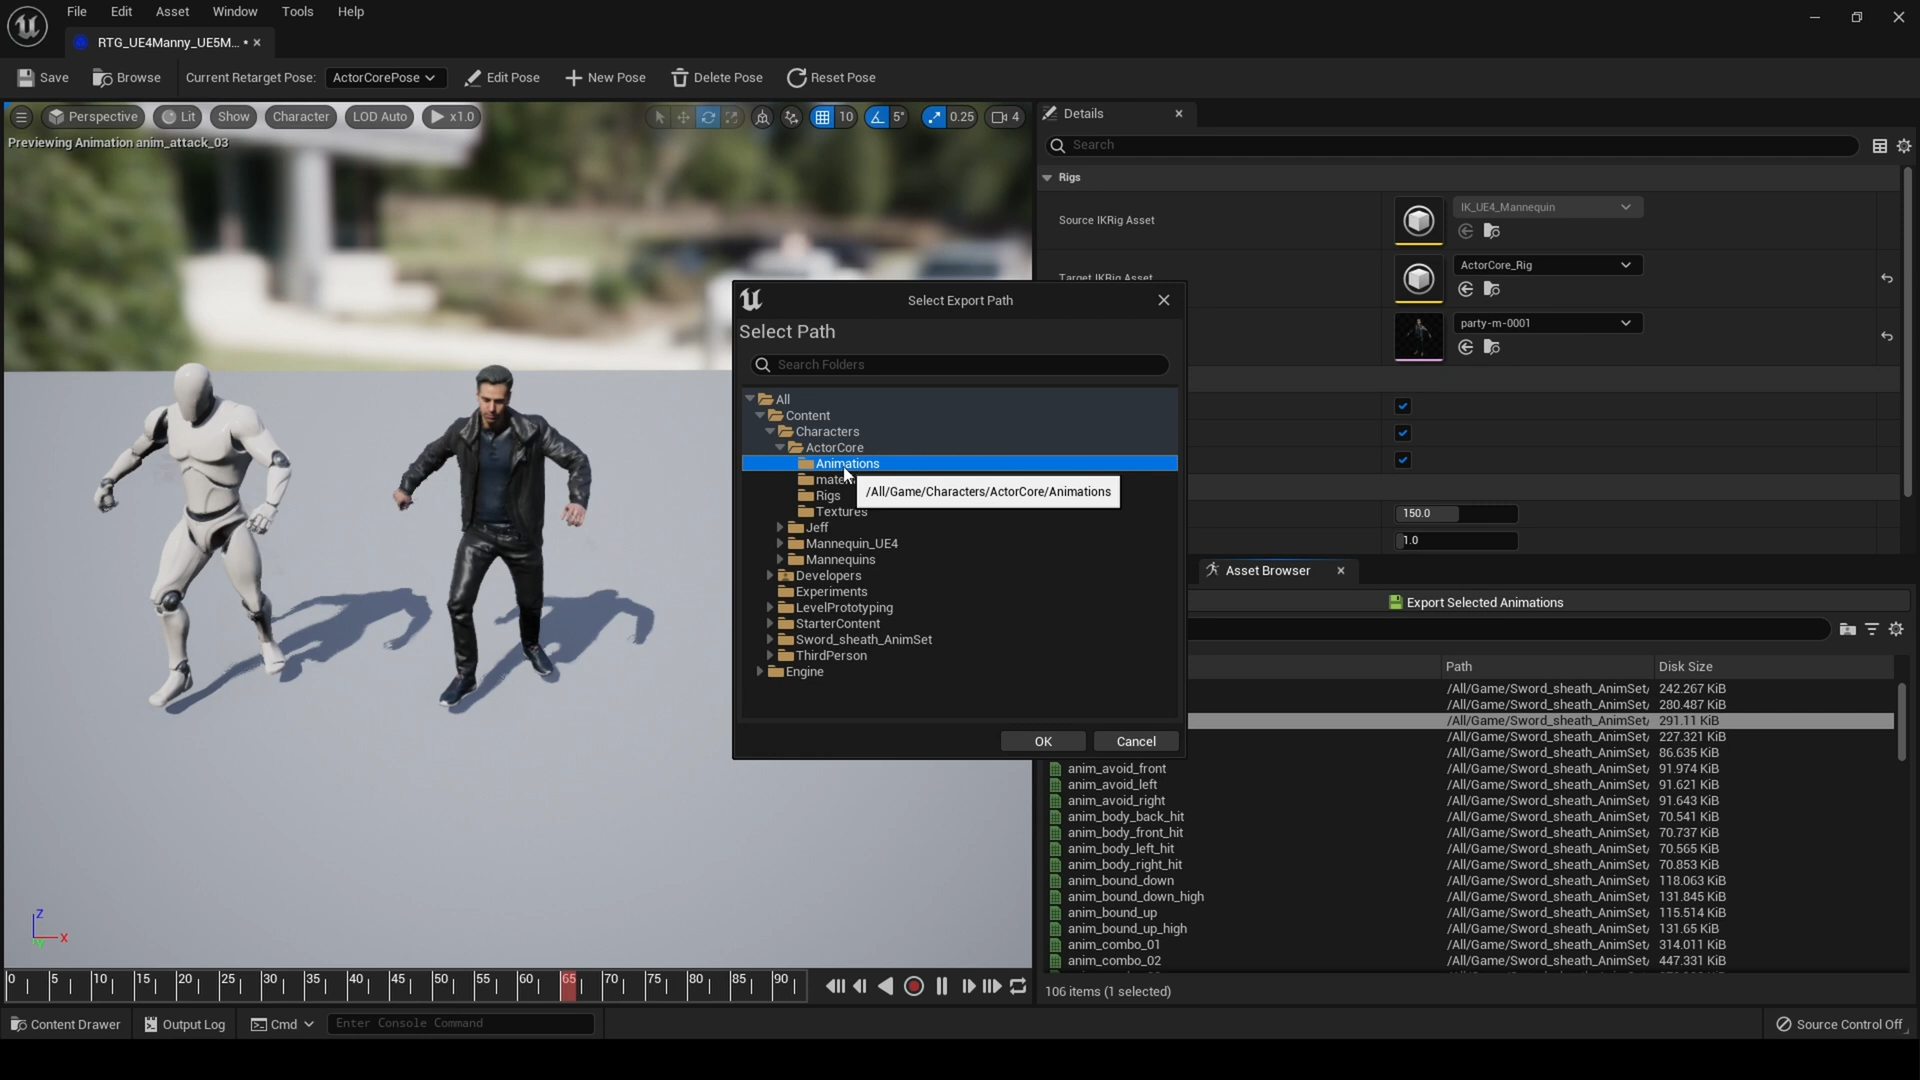 File Edit Asset Window Tools Help
RTG_UE4Manny_UE5M... •
Save Browse Current Retarget Pose: ActorCorePose Edit Pose New Pose Delete Pose Reset Pose
Perspective Lit Show Character LOD Auto x1.0 10 5° 0.25 4
Previewing Animation anim_attack_03
Details
Search
Rigs
Source IKRig Asset
IK_UE4_Mannequin
Target IKRig Asset
ActorCore_Rig
party-m-0001
150.0
1.0
Select Export Path
Select Path
Search Folders
All
Content
Characters
ActorCore
Animations
/All/Game/Characters/ActorCore/Animations
Rigs
Textures
Jeff
Mannequin_UE4
Mannequins
Developers
Experiments
LevelPrototyping
StarterContent
Sword_sheath_AnimSet
ThirdPerson
Engine
OK Cancel
Asset Browser
Export Selected Animations
Path Disk Size
/All/Game/Sword_sheath_AnimSet/ 242.267 KiB
/All/Game/Sword_sheath_AnimSet/ 280.487 KiB
/All/Game/Sword_sheath_AnimSet/ 291.11 KiB
/All/Game/Sword_sheath_AnimSet/ 227.321 KiB
/All/Game/Sword_sheath_AnimSet/ 86.635 KiB
anim_avoid_front /All/Game/Sword_sheath_AnimSet/ 91.974 KiB
anim_avoid_left /All/Game/Sword_sheath_AnimSet/ 91.621 KiB
anim_avoid_right /All/Game/Sword_sheath_AnimSet/ 91.643 KiB
anim_body_back_hit /All/Game/Sword_sheath_AnimSet/ 70.541 KiB
anim_body_front_hit /All/Game/Sword_sheath_AnimSet/ 70.737 KiB
anim_body_left_hit /All/Game/Sword_sheath_AnimSet/ 70.565 KiB
anim_body_right_hit /All/Game/Sword_sheath_AnimSet/ 70.853 KiB
anim_bound_down /All/Game/Sword_sheath_AnimSet/ 118.063 KiB
anim_bound_down_high /All/Game/Sword_sheath_AnimSet/ 131.845 KiB
anim_bound_up /All/Game/Sword_sheath_AnimSet/ 115.514 KiB
anim_bound_up_high /All/Game/Sword_sheath_AnimSet/ 131.65 KiB
anim_combo_01 /All/Game/Sword_sheath_AnimSet/ 314.011 KiB
anim_combo_02 /All/Game/Sword_sheath_AnimSet/ 447.331 KiB
106 items (1 selected)
Z
X
Y
0 5 10 15 20 25 30 35 40 45 50 55 60 65 70 75 80 85 90
Content Drawer Output Log Cmd Enter Console Command Source Control Off